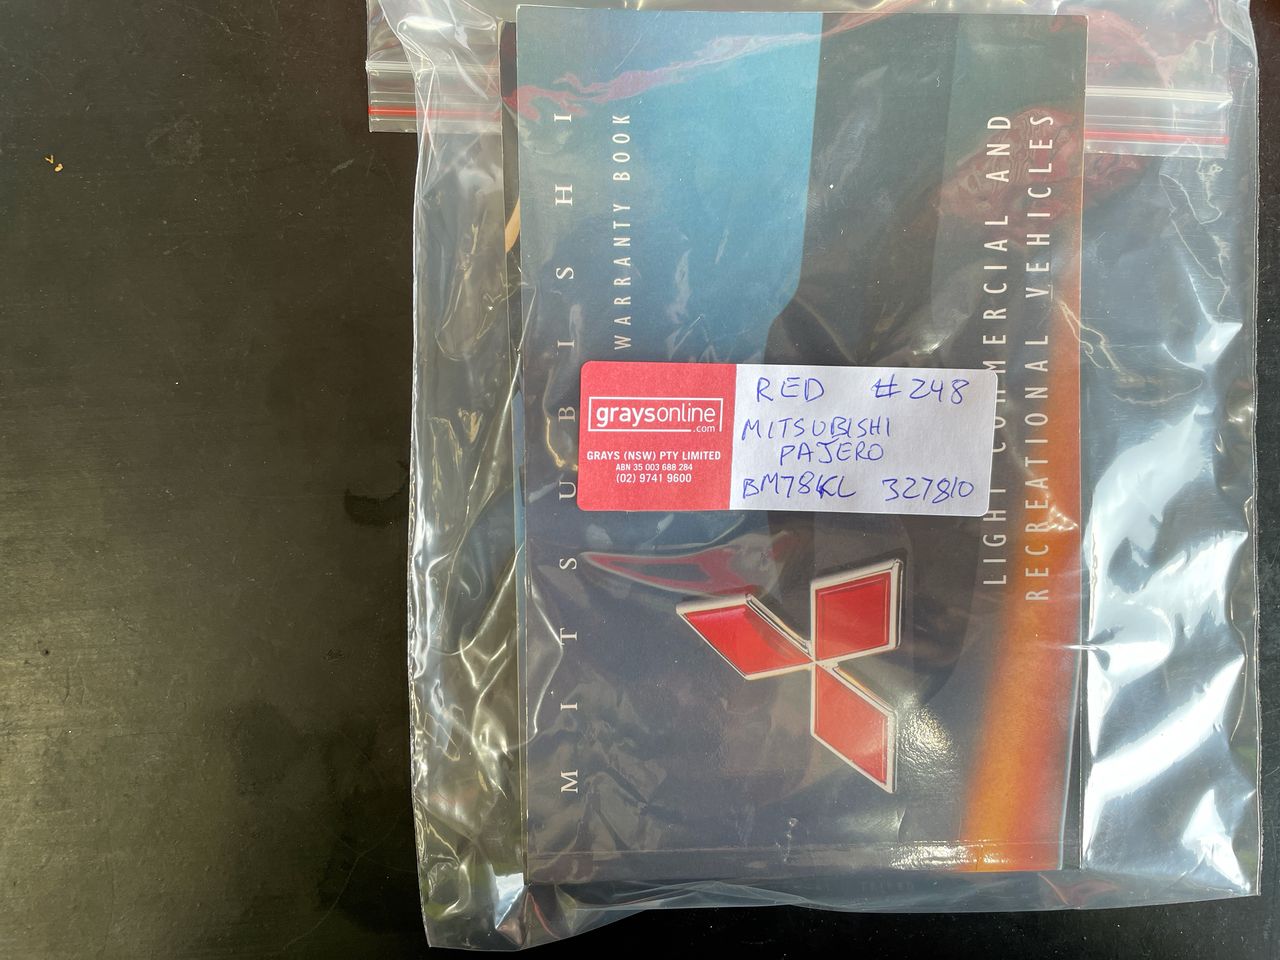 MITSUBISHI
WARRANTY BOOK
LIGHT COMMERCIAL AND
RECREATIONAL VEHICLES
graysonline
.com
GRAYS (NSW) PTY LIMITED
ABN 35 003 688 284
(02) 9741 9600
RED #248
MITSUBISHI
PAJERO
BM78KL 327810